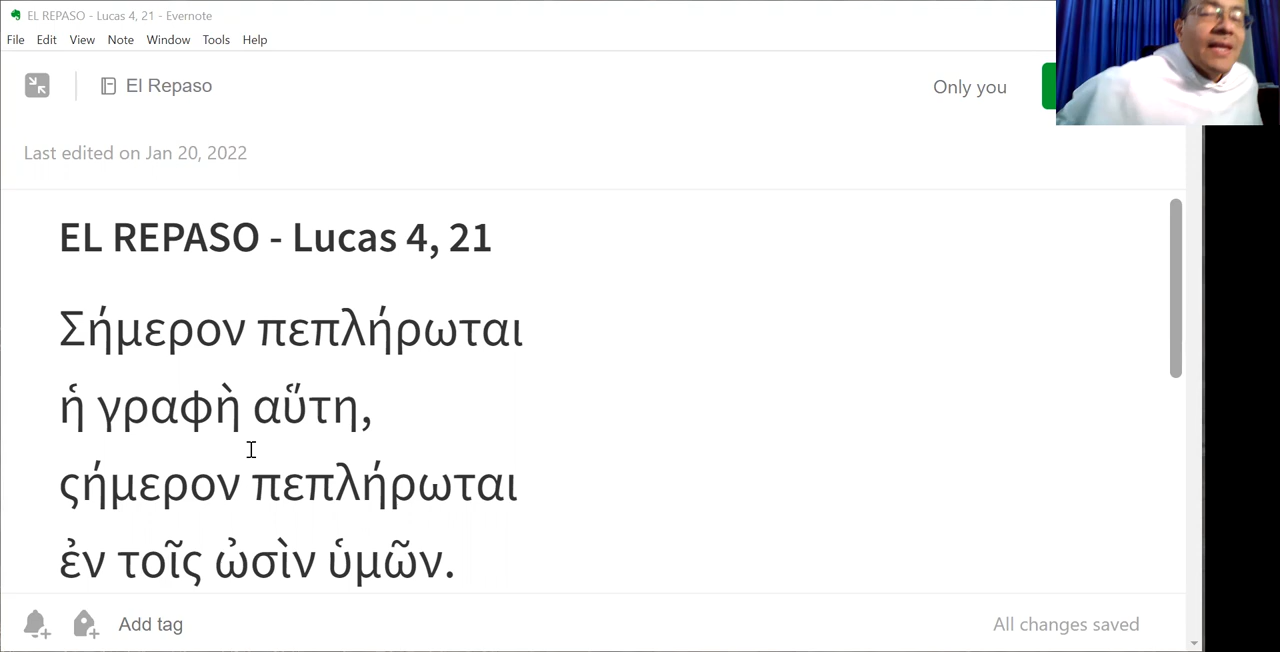 EL REPASO - Lucas 4, 21 - Evernote
File Edit View Note Window Tools Help
El Repaso
Only you
Last edited on Jan 20, 2022
EL REPASO - Lucas 4, 21
Σήμερον πεπλήρωται
ἡ γραφὴ αὕτη,
ςήμερον πεπλήρωται
ἐν τοῖς ὠσὶν ὑμῶν.
Add tag
All changes saved